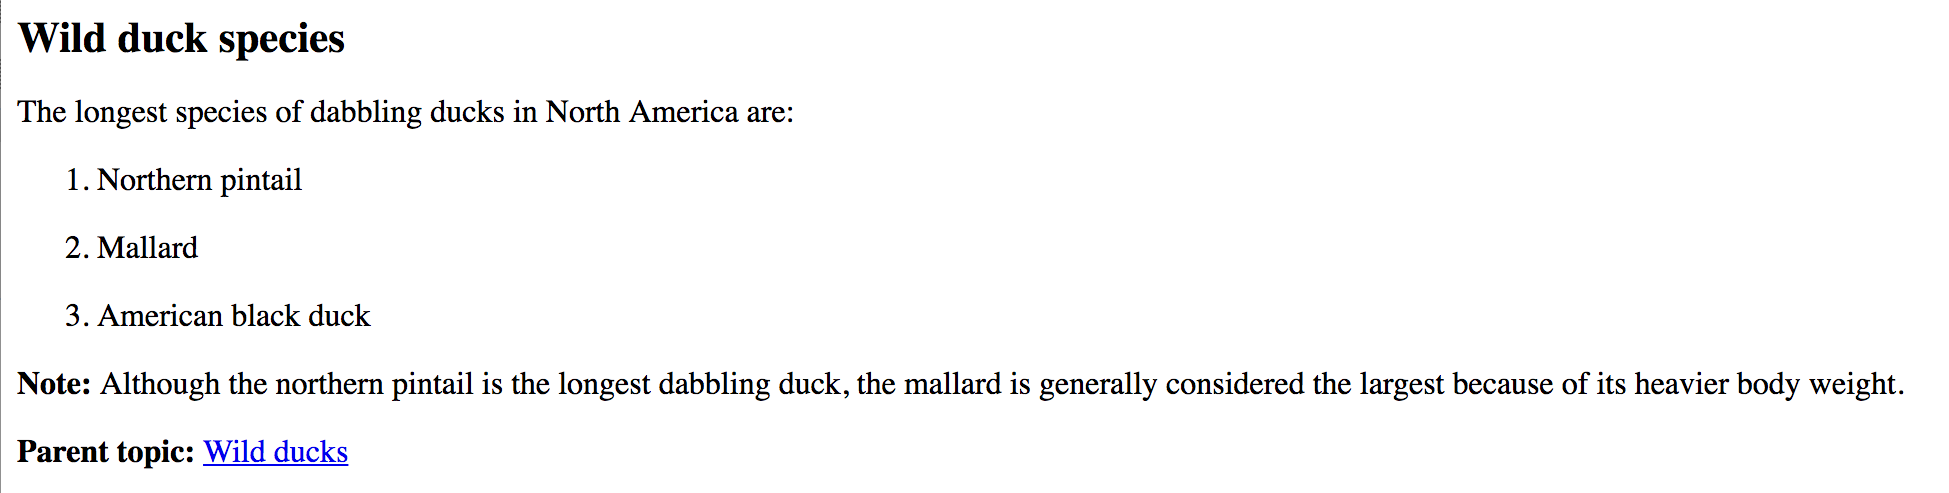 Wild duck species
The longest species of dabbling ducks in North America are:
1. Northern pintail
2. Mallard
3. American black duck
Note: Although the northern pintail is the longest dabbling duck, the mallard is generally considered the largest because of its heavier body weight.
Parent topic: Wild ducks